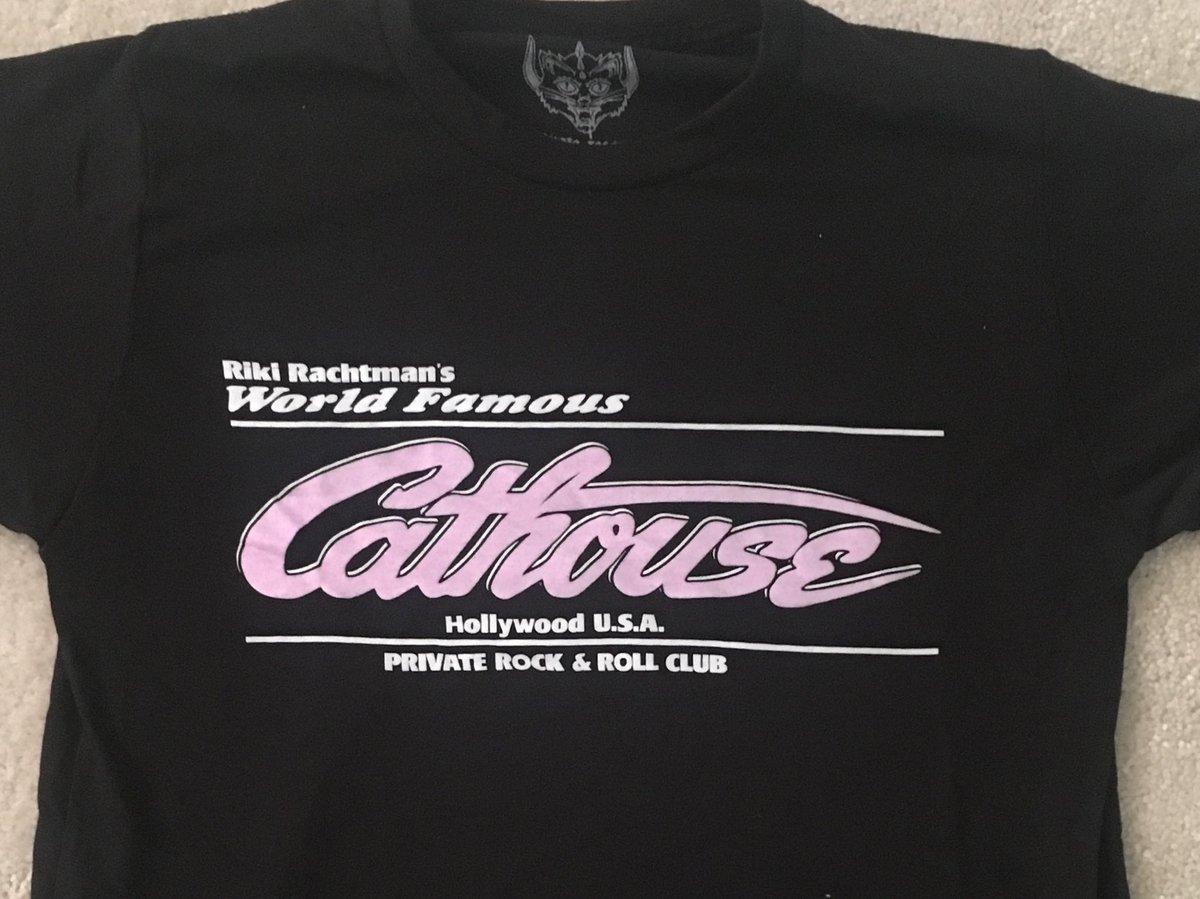 Riki Rachtman's
World Famous
Cathouse
Hollywood U.S.A.
PRIVATE ROCK & ROLL CLUB